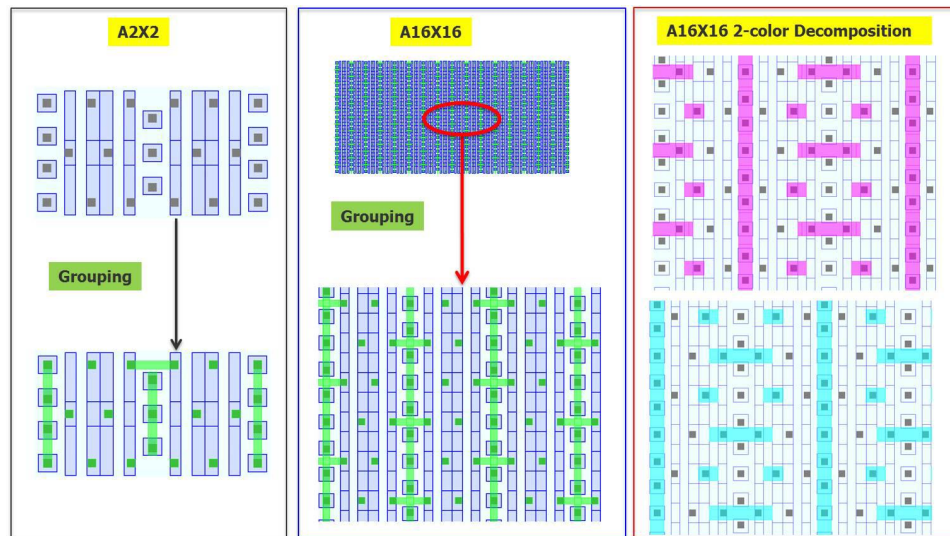 A2X2
Grouping
A16X16
Grouping
A16X16 2-color Decomposition